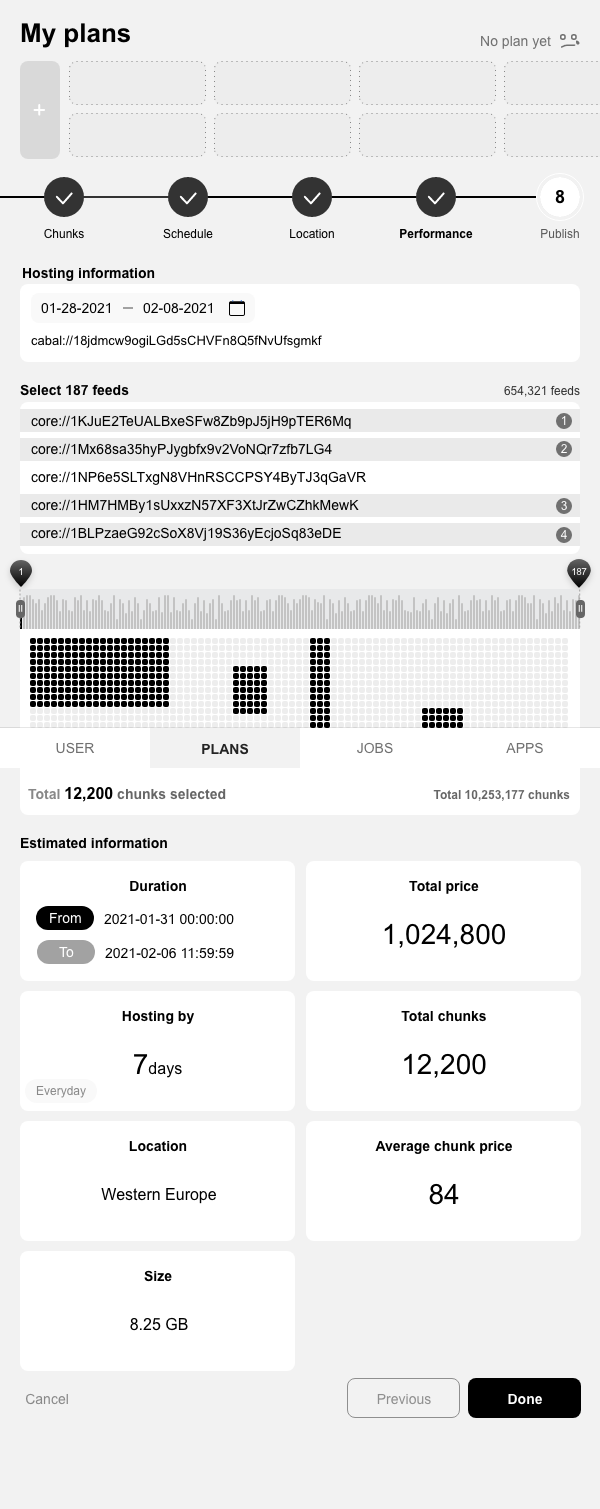 My plans
No plan yet
+
8
Chunks
Schedule
Location
Performance
Publish
Hosting information
01-28-2021 — 02-08-2021
cabal://18jdmcw9ogiLGd5sCHVFn8Q5fNvUfsgmkf
Select 187 feeds
654,321 feeds
core://1KJuE2TeUALBxeSFw8Zb9pJ5jH9pTER6Mq 1
core://1Mx68sa35hyPJygbfx9v2VoNQr7zfb7LG4 2
core://1NP6e5SLTxgN8VHnRSCCPSY4ByTJ3qGaVR
core://1HM7HMBy1sUxxzN57XF3XtJrZwCZhkMewK 3
core://1BLPzaeG92cSoX8Vj19S36yEcjoSq83eDE 4
1
187
USER
PLANS
JOBS
APPS
Total 12,200 chunks selected
Total 10,253,177 chunks
Estimated information
Duration
From 2021-01-31 00:00:00
To 2021-02-06 11:59:59
Total price
1,024,800
Hosting by
7days
Everyday
Total chunks
12,200
Location
Western Europe
Average chunk price
84
Size
8.25 GB
Cancel
Previous
Done